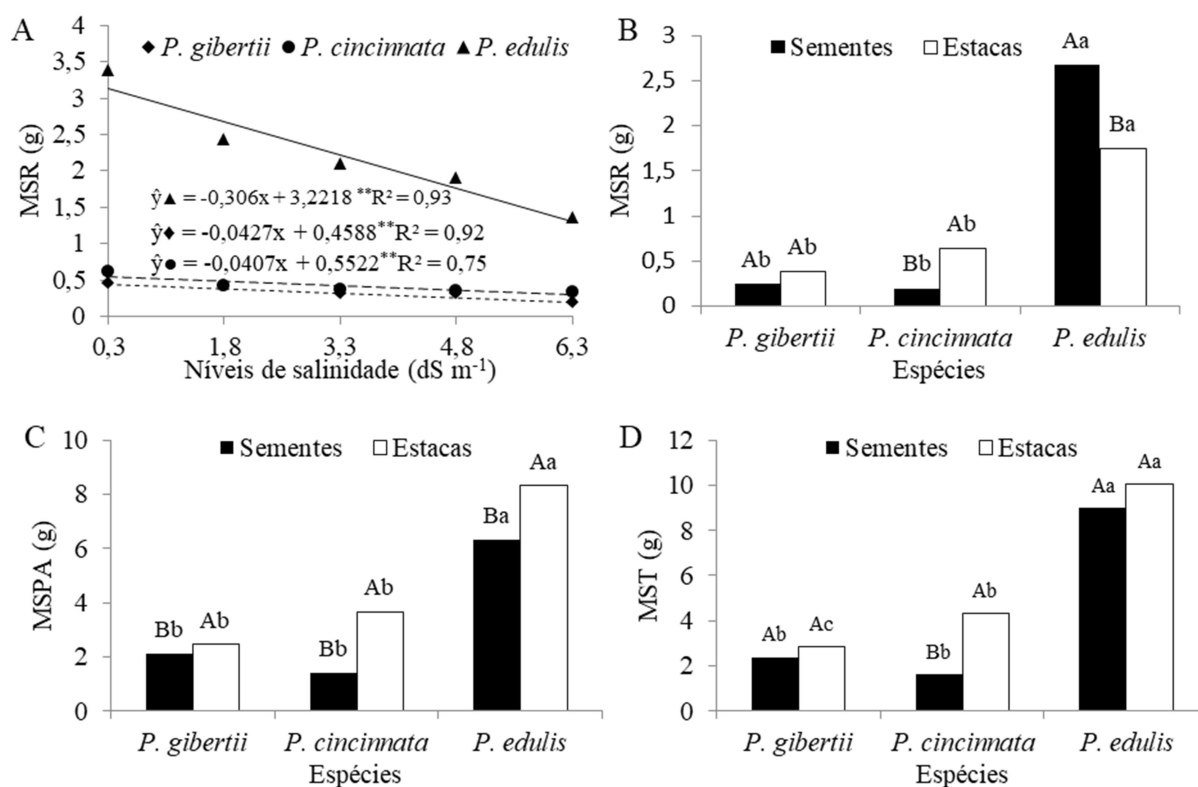 A
◆ P. gibertii ● P. cincinnata ▲ P. edulis
MSR (g)
4
3,5
3
2,5
2
1,5
1
0,5
0
ŷ▲ = -0,306x + 3,2218 **R² = 0,93
ŷ◆ = -0,0427x + 0,4588**R² = 0,92
ŷ● = -0,0407x + 0,5522**R² = 0,75
0,3 1,8 3,3 4,8 6,3
Níveis de salinidade (dS m⁻¹)
B
Sementes Estacas
MSR (g)
3
2,5
2
1,5
1
0,5
0
Ab Ab Bb Ab Aa Ba
P. gibertii P. cincinnata P. edulis
Espécies
C
Sementes Estacas
MSPA (g)
10
8
6
4
2
0
Bb Ab Bb Ab Ba Aa
P. gibertii P. cincinnata P. edulis
Espécies
D
Sementes Estacas
MST (g)
12
10
8
6
4
2
0
Ab Ac Bb Ab Aa Aa
P. gibertii P. cincinnata P. edulis
Espécies